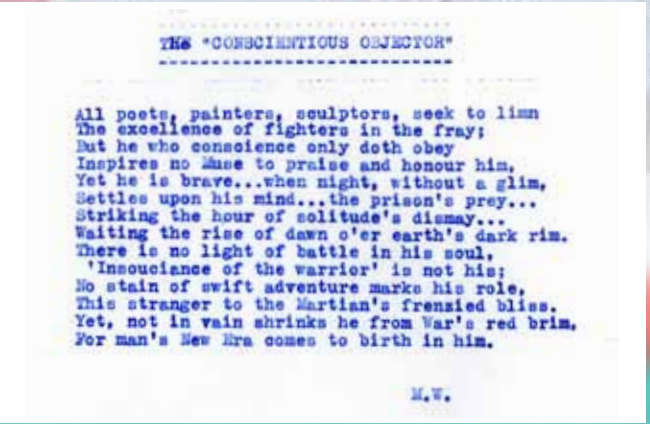 THE "CONSCIENTIOUS OBJECTOR"
All poets, painters, sculptors, seek to limn
The excellence of fighters in the fray;
But he who conscience only doth obey
Inspires no Muse to praise and honour him,
Yet he is brave...when night, without a glim,
Settles upon his mind...the prison's prey...
Striking the hour of solitude's dismay...
Waiting the rise of dawn o'er earth's dark rim.
There is no light of battle in his soul,
'Insouciance of the warrior' is not his;
No stain of swift adventure marks his role,
This stranger to the Martian's frenzied bliss.
Yet, not in vain shrinks he from War's red brim,
For man's New Era comes to birth in him.
M.W.